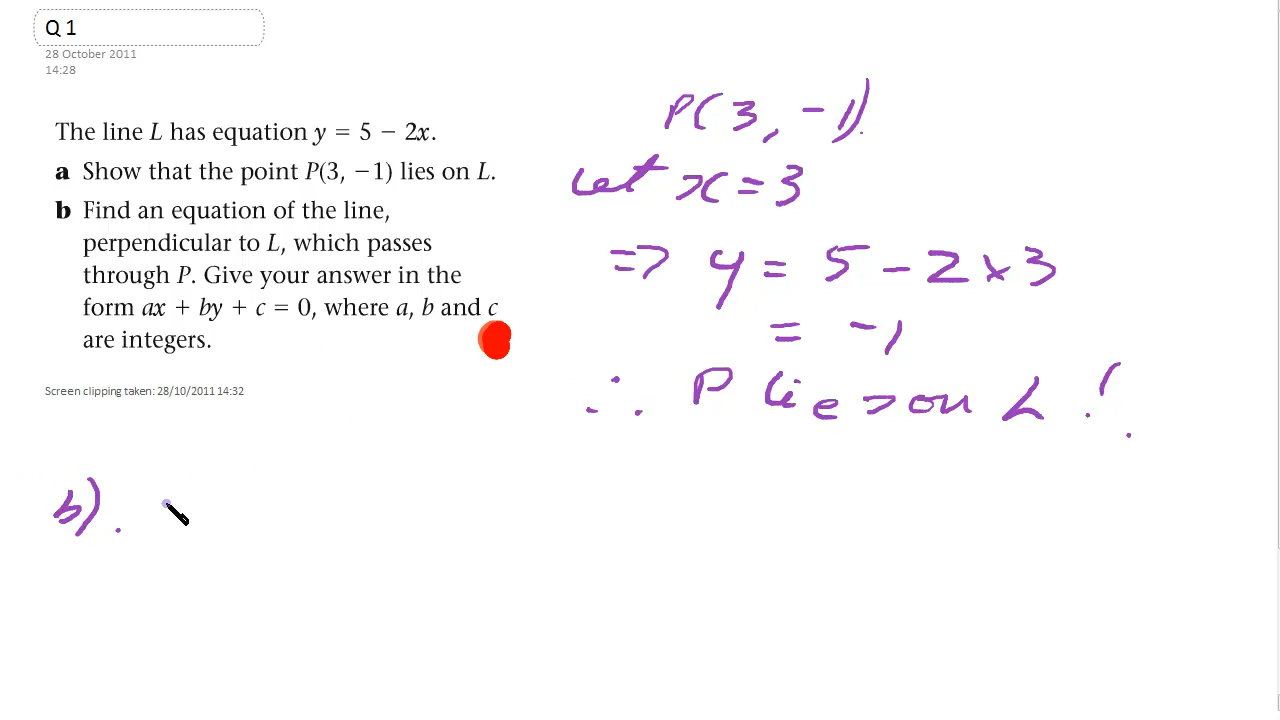 Q 1
28 October 2011
14:28
The line L has equation y = 5 − 2x.
a Show that the point P(3, −1) lies on L.
b Find an equation of the line,
perpendicular to L, which passes
through P. Give your answer in the
form ax + by + c = 0, where a, b and c
are integers.
Screen clipping taken: 28/10/2011 14:32
P(3, -1).
Let x = 3
=> y = 5 - 2 x 3
= -1
∴ P lies on L !
b).